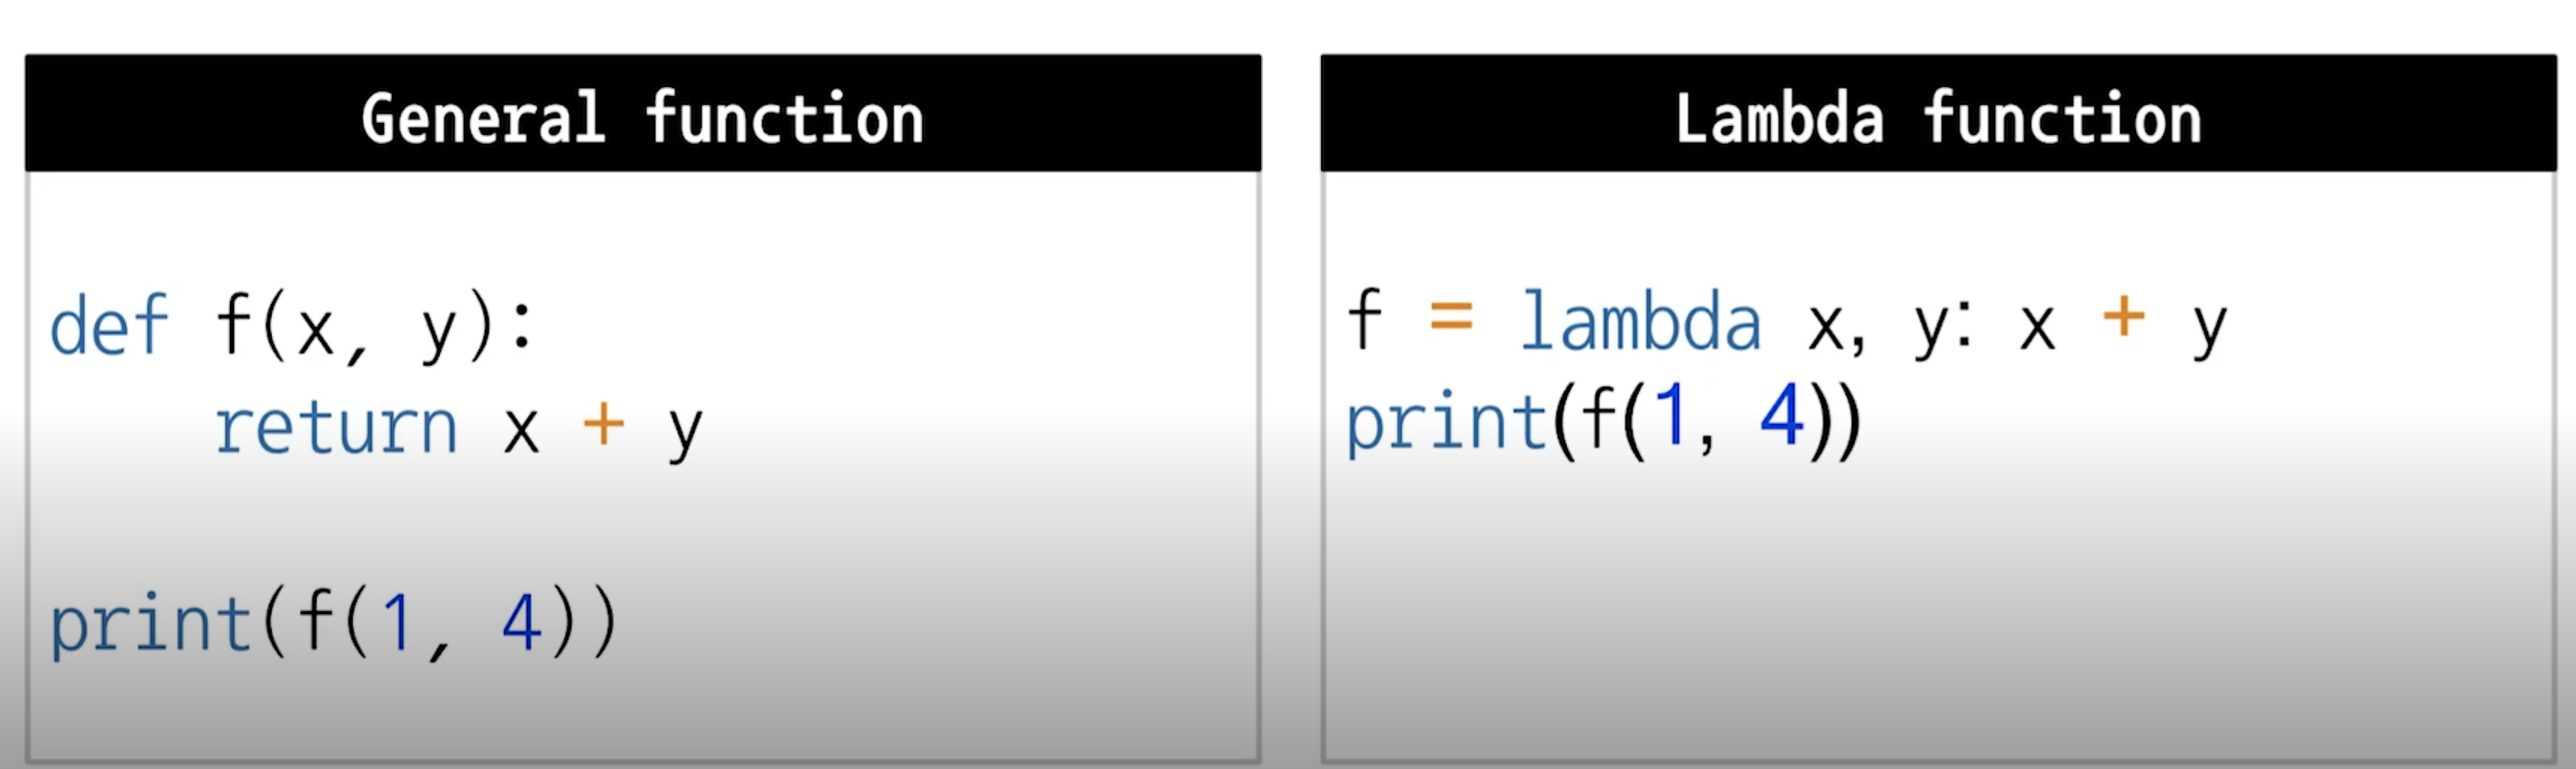 General function
def f(x, y):
    return x + y
print(f(1, 4))
Lambda function
f = lambda x, y: x + y
print(f(1, 4))